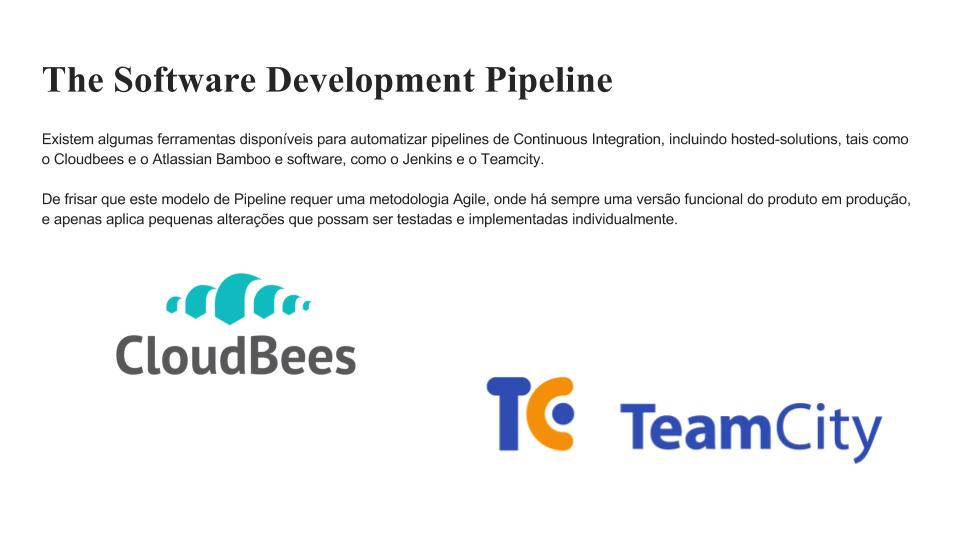 The Software Development Pipeline
Existem algumas ferramentas disponíveis para automatizar pipelines de Continuous Integration, incluindo hosted-solutions, tais como
o Cloudbees e o Atlassian Bamboo e software, como o Jenkins e o Teamcity.
De frisar que este modelo de Pipeline requer uma metodologia Agile, onde há sempre uma versão funcional do produto em produção,
e apenas aplica pequenas alterações que possam ser testadas e implementadas individualmente.
CloudBees
TC TeamCity